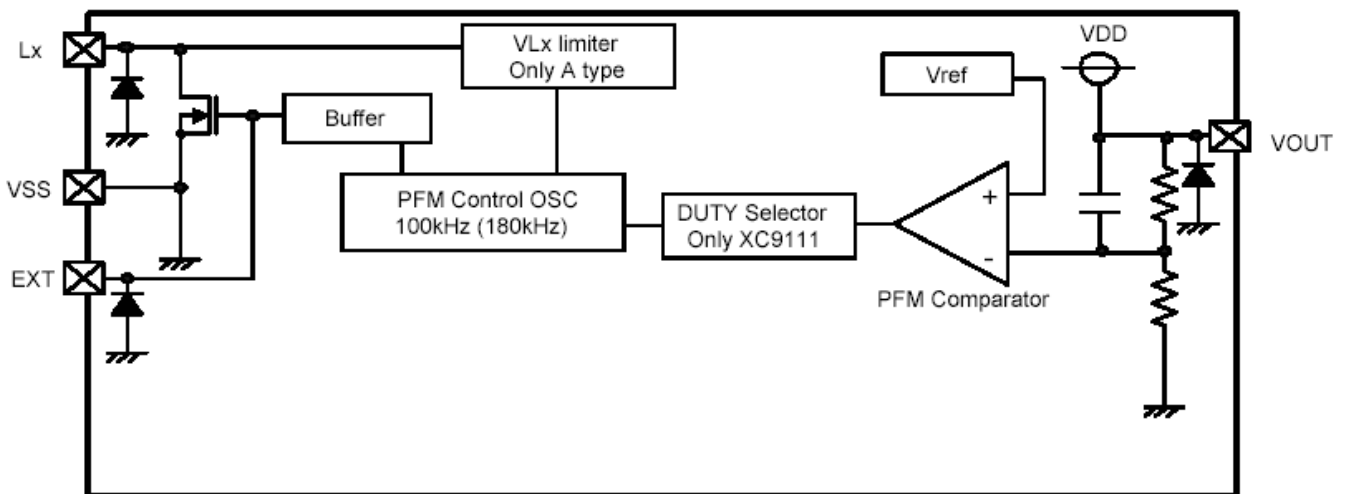 Lx
VLx limiter
Only A type
VDD
Vref
Buffer
VOUT
VSS
PFM Control OSC
100kHz (180kHz)
DUTY Selector
Only XC9111
+
-
EXT
PFM Comparator